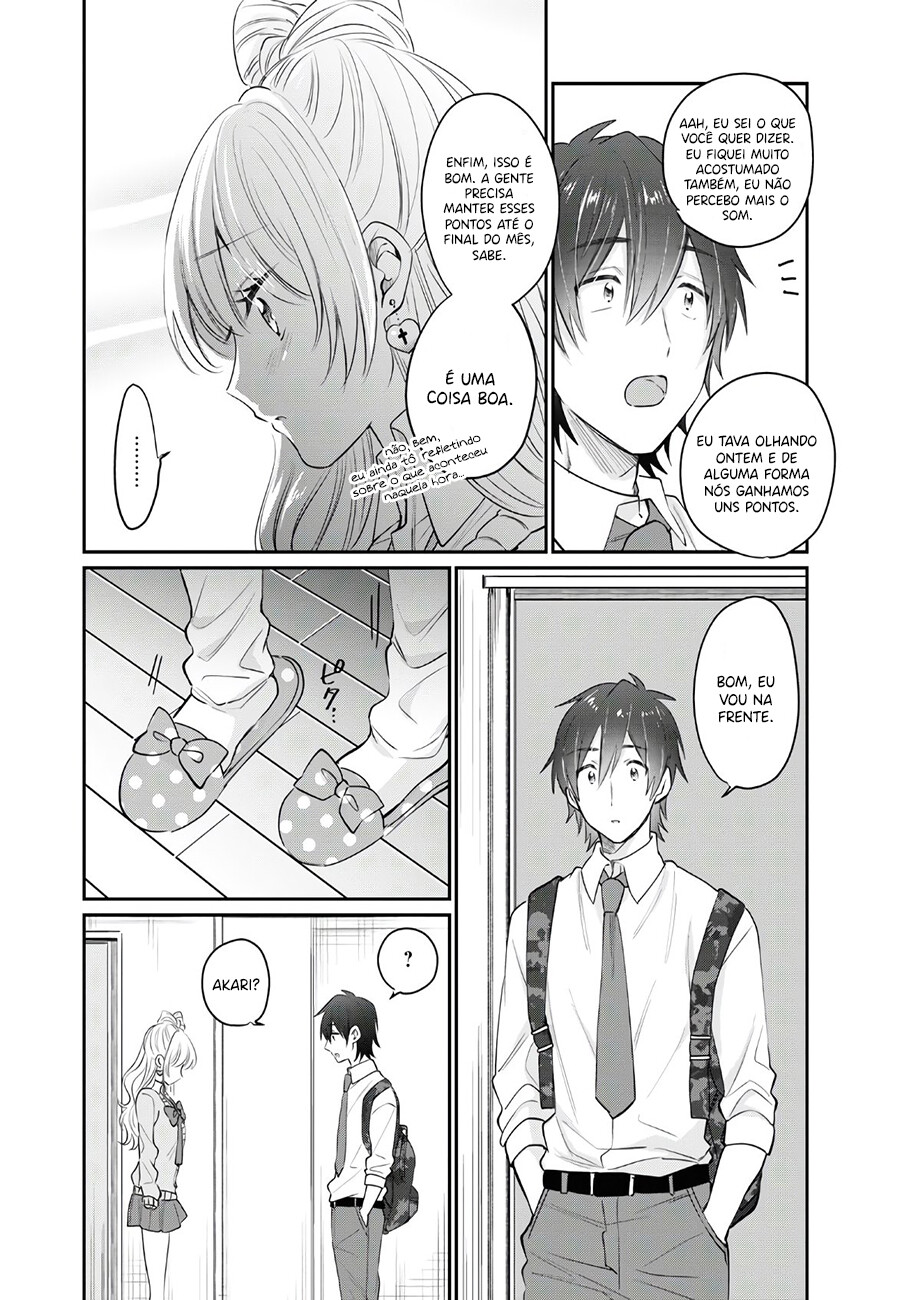 AAH, EU SEI O QUE
VOCÊ QUER DIZER.
EU FIQUEI MUITO
ACOSTUMADO
TAMBÉM, EU NÃO
PERCEBO MAIS O
SOM.
EU TAVA OLHANDO
ONTEM E DE
ALGUMA FORMA
NÓS GANHAMOS
UNS PONTOS.
ENFIM, ISSO É
BOM. A GENTE
PRECISA
MANTER ESSES
PONTOS ATÉ O
FINAL DO MÊS,
SABE.
É UMA
COISA BOA.
não, bem,
eu ainda tô refletindo
sobre o que aconteceu
naquela hora...
.........
BOM, EU
VOU NA
FRENTE.
ピタ…
?
AKARI?